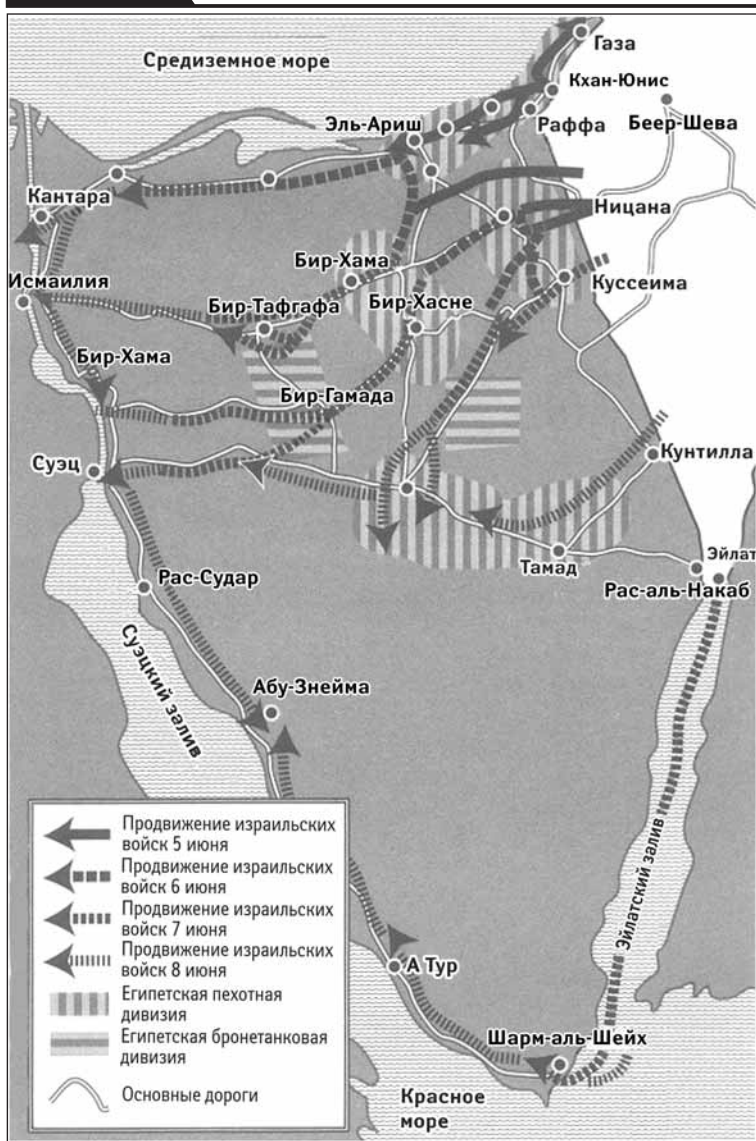 Средиземное море
Газа
Кхан-Юнис
Эль-Ариш
Раффа
Беер-Шева
Кантара
Ницана
Бир-Хама
Исмаилия
Куссеима
Бир-Тафгафа
Бир-Хасне
Бир-Хама
Бир-Гамада
Суэц
Кунтилла
Тамад
Эйлат
Рас-аль-Накаб
Рас-Судар
Суэцкий залив
Абу-Знейма
Эйлатский залив
А Тур
Шарм-аль-Шейх
Красное
море
Продвижение израильских
войск 5 июня
Продвижение израильских
войск 6 июня
Продвижение израильских
войск 7 июня
Продвижение израильских
войск 8 июня
Египетская пехотная
дивизия
Египетская бронетанковая
дивизия
Основные дороги